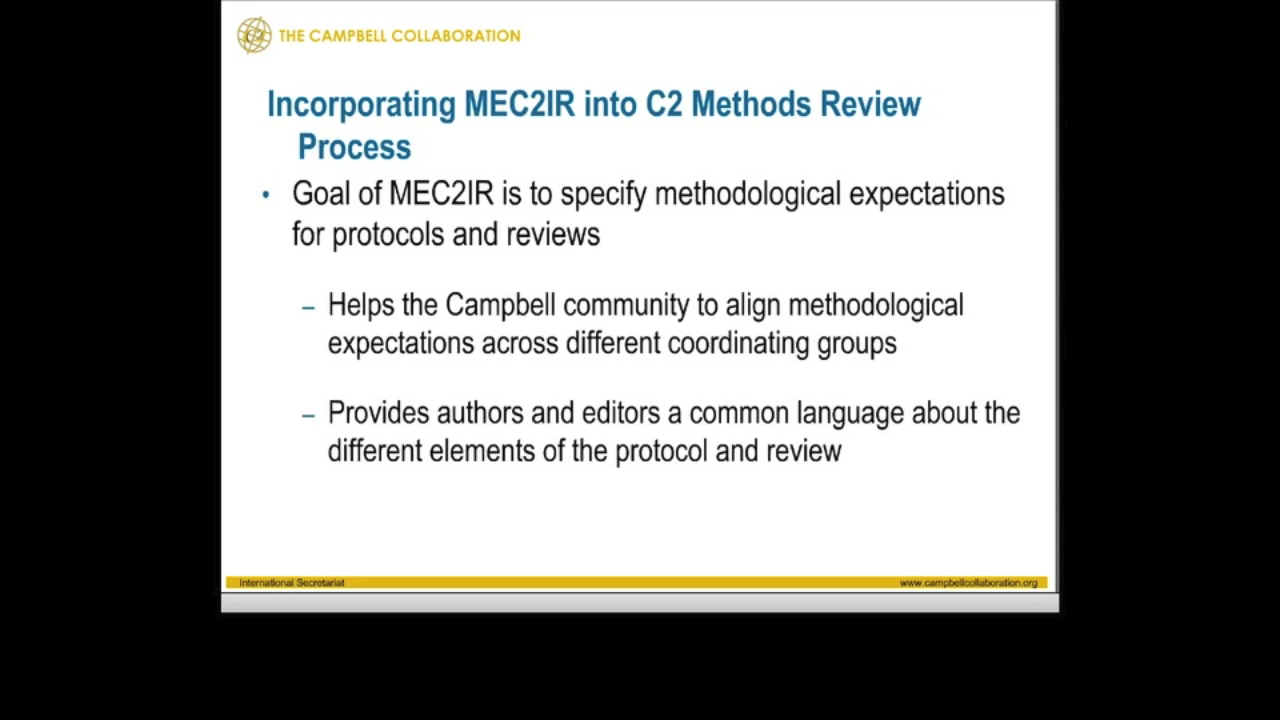 THE CAMPBELL COLLABORATION
Incorporating MEC2IR into C2 Methods Review
Process
• Goal of MEC2IR is to specify methodological expectations
for protocols and reviews
– Helps the Campbell community to align methodological
expectations across different coordinating groups
– Provides authors and editors a common language about the
different elements of the protocol and review
International Secretariat
www.campbellcollaboration.org